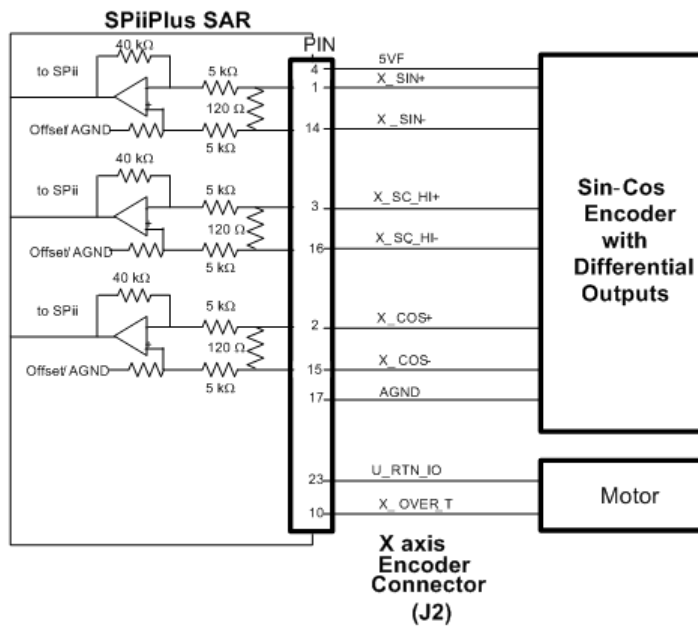 SPiiPlus SAR
PIN
40 kΩ
to SPii
5 kΩ
120 Ω
Offset/ AGND
5 kΩ
4
1
14
5VF
X_SIN+
X_SIN-
40 kΩ
to SPii
5 kΩ
120 Ω
Offset/ AGND
5 kΩ
3
16
X_SC_HI+
X_SC_HI-
40 kΩ
to SPii
5 kΩ
120 Ω
Offset/ AGND
5 kΩ
2
15
17
X_COS+
X_COS-
AGND
Sin-Cos
Encoder
with
Differential
Outputs
23
10
U_RTN_IO
X_OVER_T
Motor
X axis
Encoder
Connector
(J2)